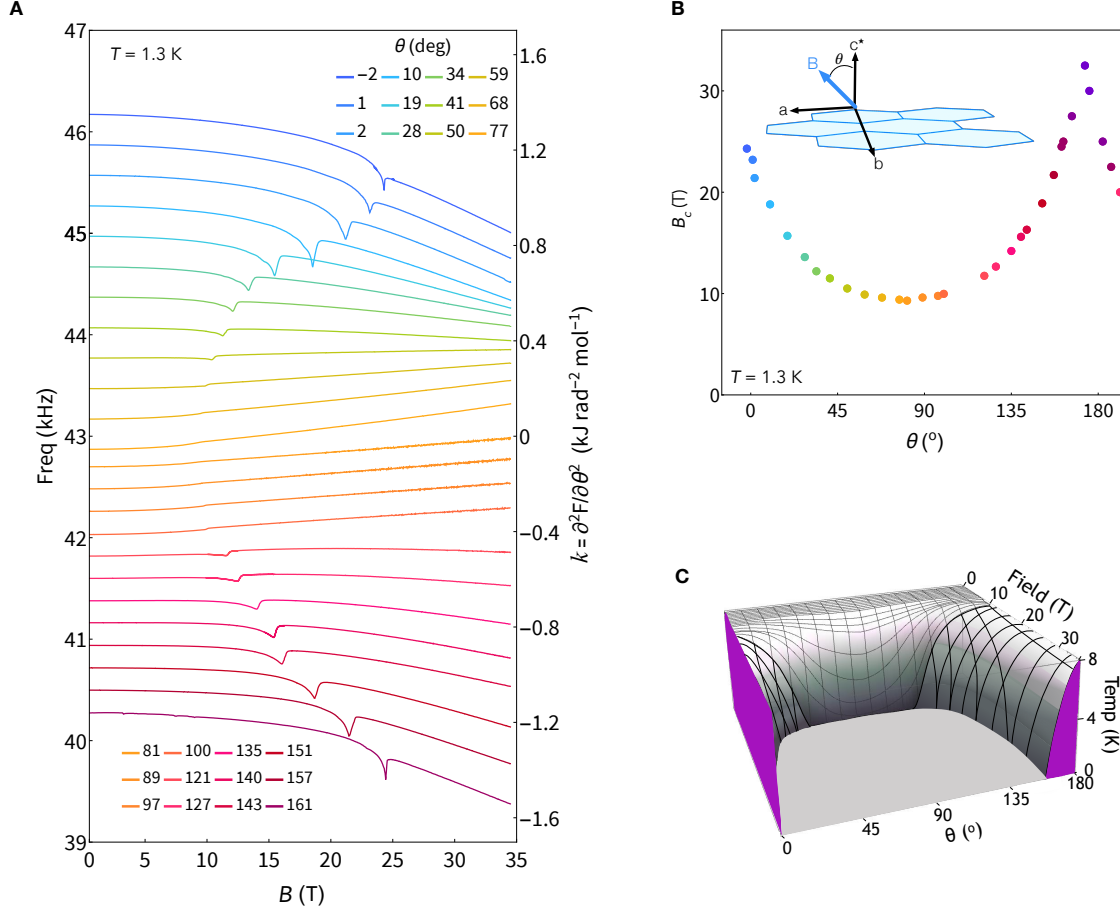 A
T = 1.3 K
θ (deg)
−2 10 34 59
1 19 41 68
2 28 50 77
47
46
45
44
43
42
41
40
39
Freq (kHz)
1.6
1.2
0.8
0.4
0
−0.4
−0.8
−1.2
−1.6
k = ∂²F/∂θ² (kJ rad⁻² mol⁻¹)
81 100 135 151
89 121 140 157
97 127 143 161
0 5 10 15 20 25 30 35
B (T)
B
c⋆
B
θ
a
b
30
20
10
0
B_c (T)
T = 1.3 K
0 45 90 135 180
θ (°)
C
0
10
20
30
Field (T)
8
4
0
Temp (K)
0
45
90
135
180
θ (°)